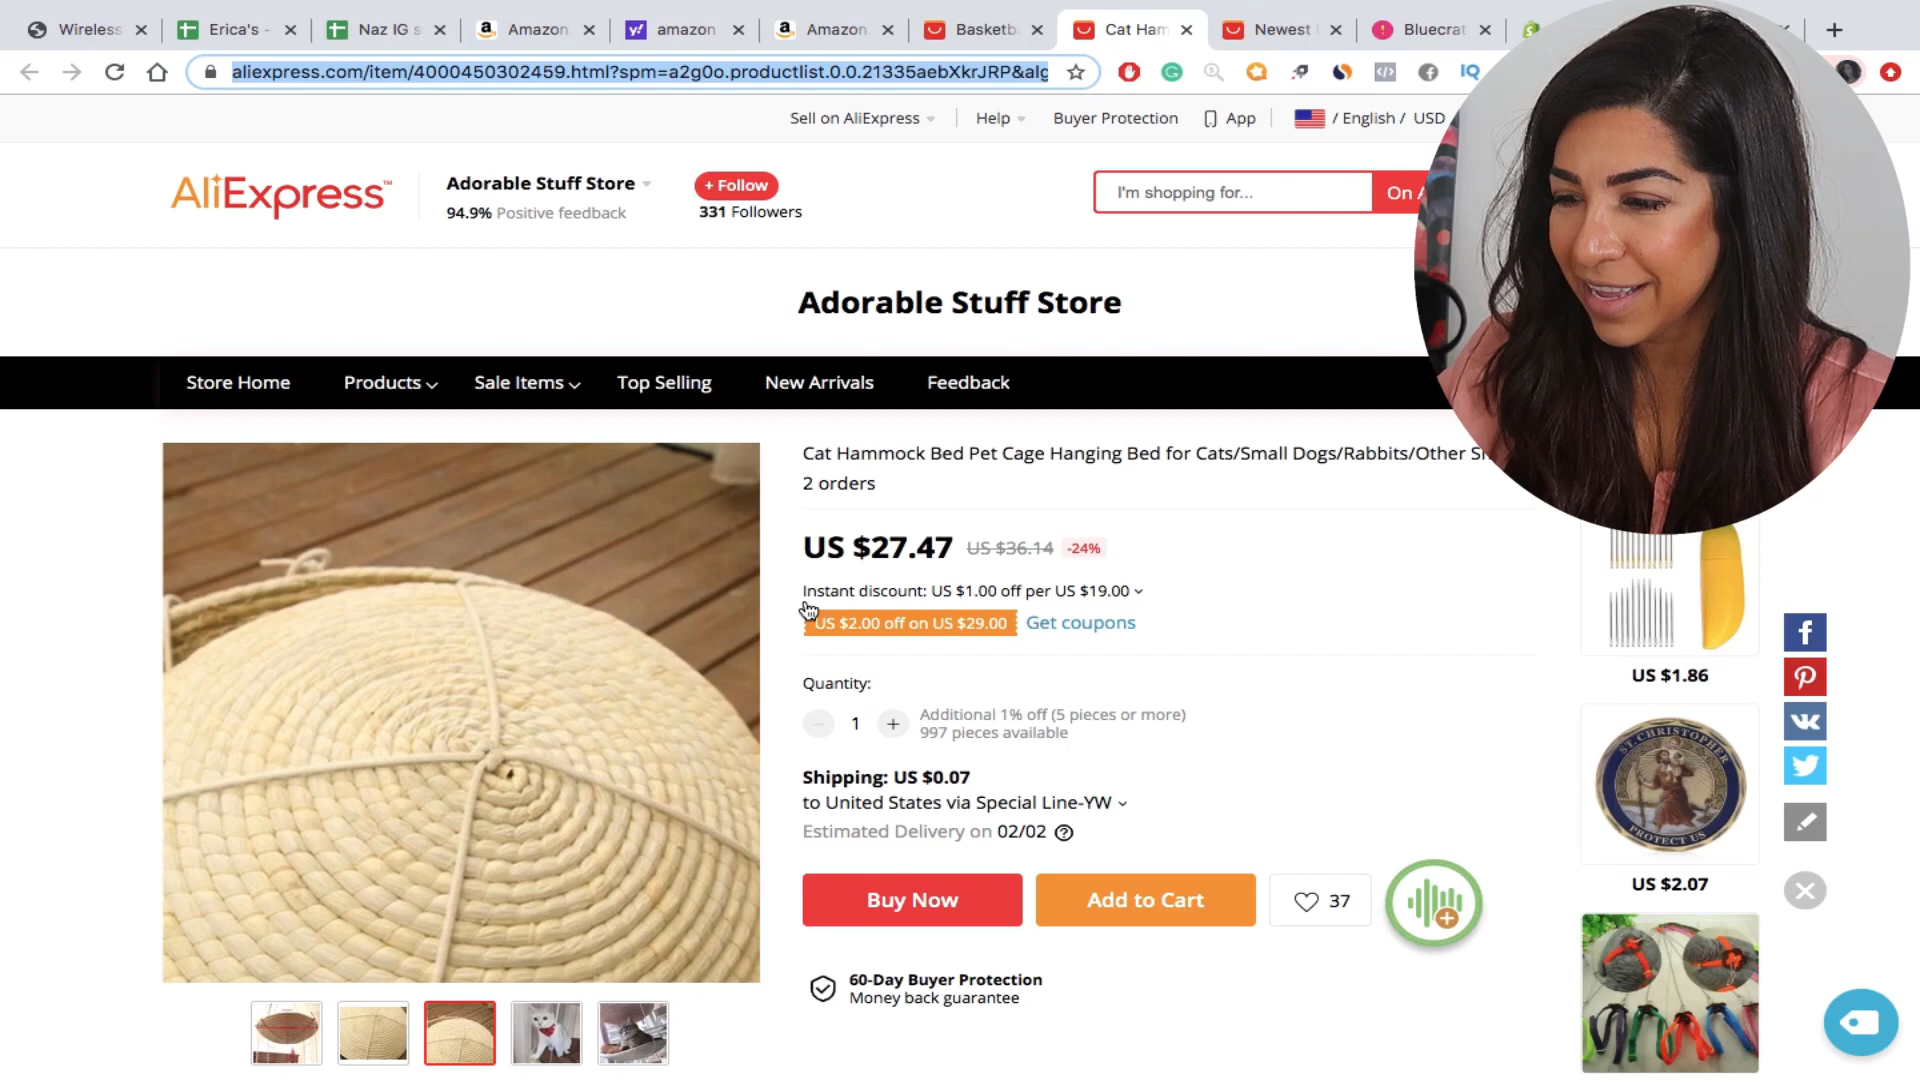 Wireless
Erica's -
Naz IG s
Amazon.
amazon
Amazon.
Basketb
Cat Ham
Newest
Bluecrat
aliexpress.com/item/4000450302459.html?spm=a2g0o.productlist.0.0.21335aebXkrJRP&alg
IQ
Sell on AliExpress
Help
Buyer Protection
App
/ English / USD
AliExpress™
Adorable Stuff Store
94.9% Positive feedback
+ Follow
331 Followers
I'm shopping for...
On A
Adorable Stuff Store
Store Home
Products
Sale Items
Top Selling
New Arrivals
Feedback
Cat Hammock Bed Pet Cage Hanging Bed for Cats/Small Dogs/Rabbits/Other
2 orders
US $27.47 US $36.14 -24%
Instant discount: US $1.00 off per US $19.00
US $2.00 off on US $29.00 Get coupons
Quantity:
1
Additional 1% off (5 pieces or more)
997 pieces available
Shipping: US $0.07
to United States via Special Line-YW
Estimated Delivery on 02/02
Buy Now
Add to Cart
37
60-Day Buyer Protection
Money back guarantee
US $1.86
ST. CHRISTOPHER
PROTECT US
US $2.07